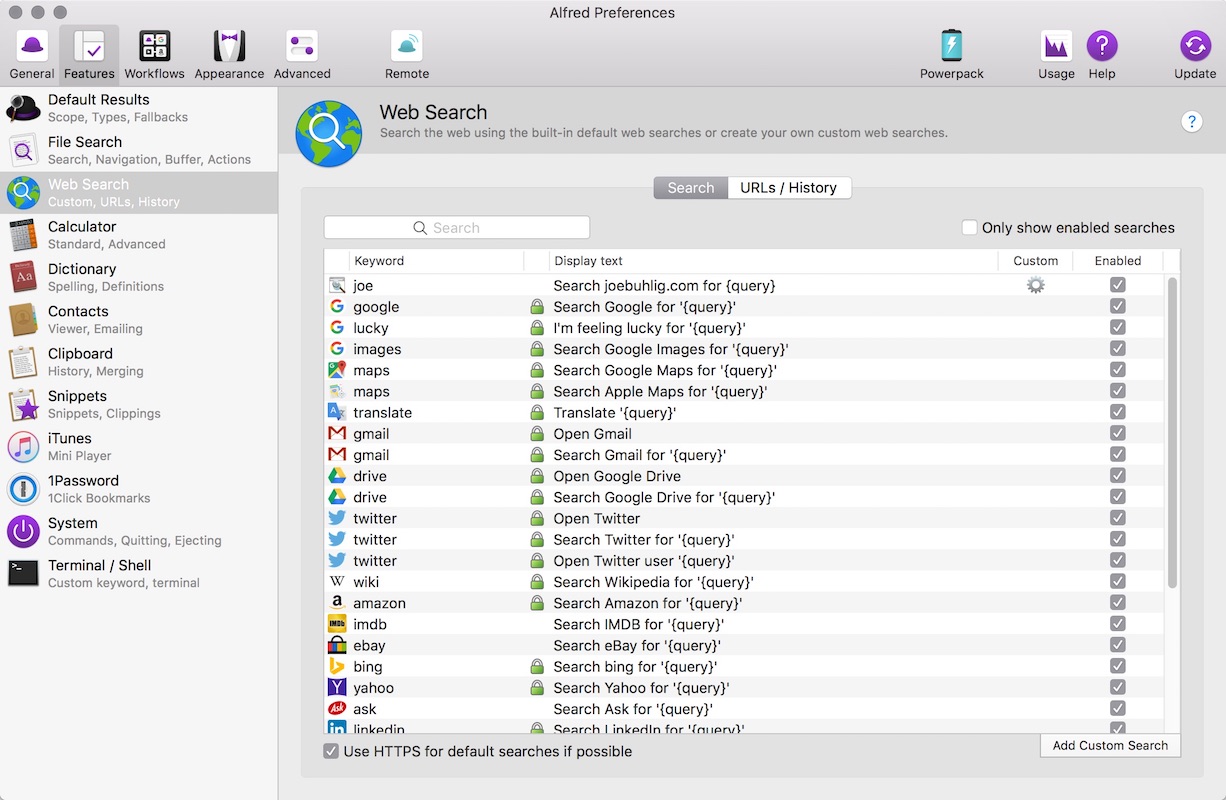 Alfred Preferences
General Features Workflows Appearance Advanced Remote Powerpack Usage Help Update
Default Results
Scope, Types, Fallbacks
File Search
Search, Navigation, Buffer, Actions
Web Search
Custom, URLs, History
Calculator
Standard, Advanced
Dictionary
Spelling, Definitions
Contacts
Viewer, Emailing
Clipboard
History, Merging
Snippets
Snippets, Clippings
iTunes
Mini Player
1Password
1Click Bookmarks
System
Commands, Quitting, Ejecting
Terminal / Shell
Custom keyword, terminal
Web Search
Search the web using the built-in default web searches or create your own custom web searches.
?
Search URLs / History
Search
Only show enabled searches
Keyword Display text Custom Enabled
joe Search joebuhlig.com for {query}
google Search Google for '{query}'
lucky I'm feeling lucky for '{query}'
images Search Google Images for '{query}'
maps Search Google Maps for '{query}'
maps Search Apple Maps for '{query}'
translate Translate '{query}'
gmail Open Gmail
gmail Search Gmail for '{query}'
drive Open Google Drive
drive Search Google Drive for '{query}'
twitter Open Twitter
twitter Search Twitter for '{query}'
twitter Open Twitter user '{query}'
wiki Search Wikipedia for '{query}'
amazon Search Amazon for '{query}'
imdb Search IMDB for '{query}'
ebay Search eBay for '{query}'
bing Search bing for '{query}'
yahoo Search Yahoo for '{query}'
ask Search Ask for '{query}'
linkedin Search LinkedIn for '{query}'
Use HTTPS for default searches if possible
Add Custom Search